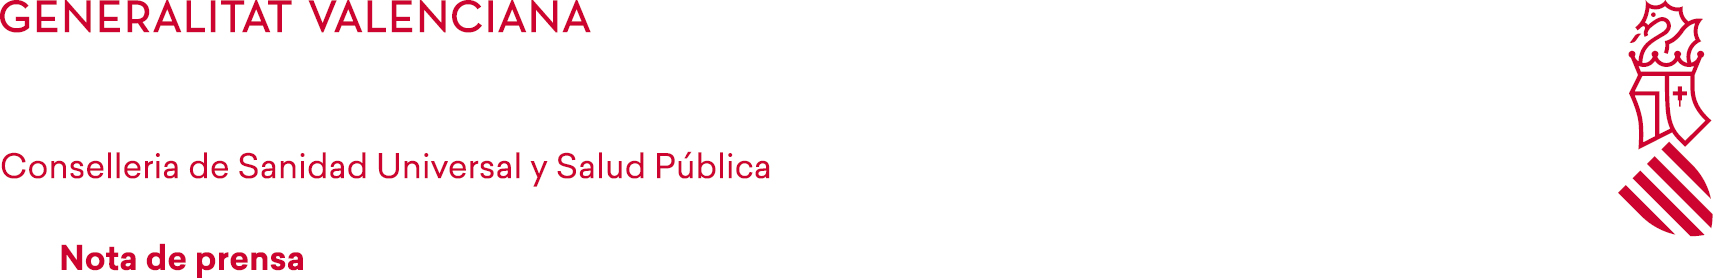 GENERALITAT VALENCIANA
Conselleria de Sanidad Universal y Salud Pública
Nota de prensa